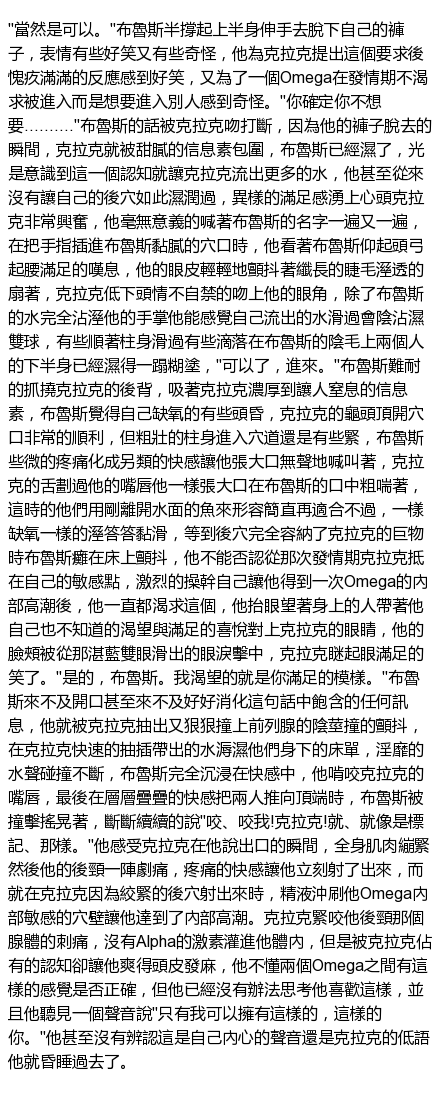 "當然是可以。"布魯斯半撐起上半身伸手去脫下自己的褲
子，表情有些好笑又有些奇怪，他為克拉克提出這個要求後
愧疚滿滿的反應感到好笑，又為了一個Omega在發情期不渴
求被進入而是想要進入別人感到奇怪。"你確定你不想
要………."布魯斯的話被克拉克吻打斷，因為他的褲子脫去的
瞬間，克拉克就被甜膩的信息素包圍，布魯斯已經濕了，光
是意識到這一個認知就讓克拉克流出更多的水，他甚至從來
沒有讓自己的後穴如此濕潤過，異樣的滿足感湧上心頭克拉
克非常興奮，他毫無意義的喊著布魯斯的名字一遍又一遍，
在把手指插進布魯斯黏膩的穴口時，他看著布魯斯仰起頭弓
起腰滿足的嘆息，他的眼皮輕輕地顫抖著纖長的睫毛溼透的
扇著，克拉克低下頭情不自禁的吻上他的眼角，除了布魯斯
的水完全沾溼他的手掌他能感覺自己流出的水滑過會陰沾濕
雙球，有些順著柱身滑過有些滴落在布魯斯的陰毛上兩個人
的下半身已經濕得一蹋糊塗，"可以了，進來。"布魯斯難耐
的抓撓克拉克的後背，吸著克拉克濃厚到讓人窒息的信息
素，布魯斯覺得自己缺氧的有些頭昏，克拉克的龜頭頂開穴
口非常的順利，但粗壯的柱身進入穴道還是有些緊，布魯斯
些微的疼痛化成另類的快感讓他張大口無聲地喊叫著，克拉
克的舌劃過他的嘴唇他一樣張大口在布魯斯的口中粗喘著，
這時的他們用剛離開水面的魚來形容簡直再適合不過，一樣
缺氧一樣的溼答答黏滑，等到後穴完全容納了克拉克的巨物
時布魯斯癱在床上顫抖，他不能否認從那次發情期克拉克抵
在自己的敏感點，激烈的操幹自己讓他得到一次Omega的內
部高潮後，他一直都渴求這個，他抬眼望著身上的人帶著他
自己也不知道的渴望與滿足的喜悅對上克拉克的眼睛，他的
臉頰被從那湛藍雙眼滑出的眼淚擊中，克拉克瞇起眼滿足的
笑了。"是的，布魯斯。我渴望的就是你滿足的模樣。"布魯
斯來不及開口甚至來不及好好消化這句話中飽含的任何訊
息，他就被克拉克抽出又狠狠撞上前列腺的陰莖撞的顫抖，
在克拉克快速的抽插帶出的水溽濕他們身下的床單，淫靡的
水聲碰撞不斷，布魯斯完全沉浸在快感中，他啃咬克拉克的
嘴唇，最後在層層疊疊的快感把兩人推向頂端時，布魯斯被
撞擊搖晃著，斷斷續續的說"咬、咬我!克拉克!就、就像是標
記、那樣。"他感受克拉克在他說出口的瞬間，全身肌肉繃緊
然後他的後頸一陣劇痛，疼痛的快感讓他立刻射了出來，而
就在克拉克因為絞緊的後穴射出來時，精液沖刷他Omega內
部敏感的穴壁讓他達到了內部高潮。克拉克緊咬他後頸那個
腺體的刺痛，沒有Alpha的激素灌進他體內，但是被克拉克佔
有的認知卻讓他爽得頭皮發麻，他不懂兩個Omega之間有這
樣的感覺是否正確，但他已經沒有辦法思考他喜歡這樣，並
且他聽見一個聲音說"只有我可以擁有這樣的，這樣的
你。"他甚至沒有辨認這是自己內心的聲音還是克拉克的低語
他就昏睡過去了。